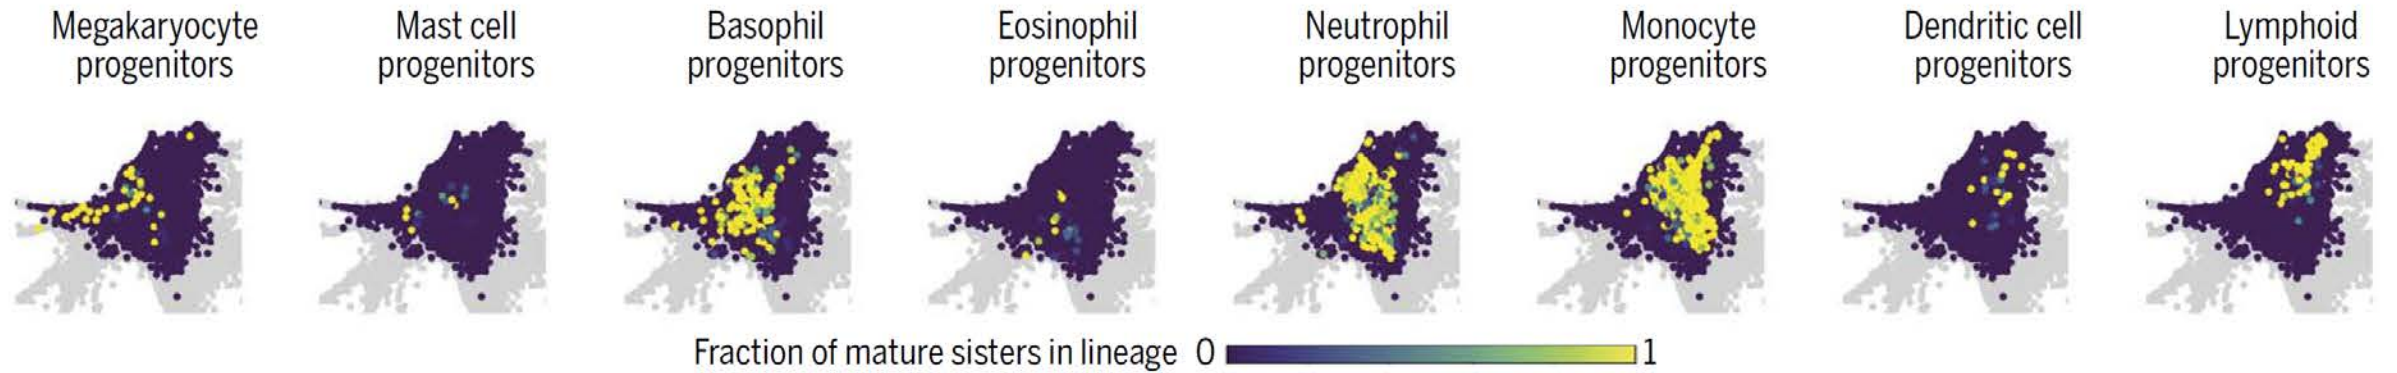 Megakaryocyte progenitors
Mast cell progenitors
Basophil progenitors
Eosinophil progenitors
Neutrophil progenitors
Monocyte progenitors
Dendritic cell progenitors
Lymphoid progenitors
Fraction of mature sisters in lineage 0 1